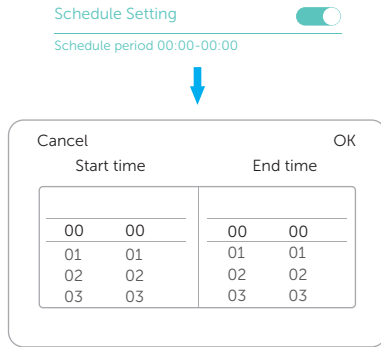 Schedule Setting
Schedule period 00:00-00:00
Cancel OK
Start time End time
00 00 00 00
01 01 01 01
02 02 02 02
03 03 03 03